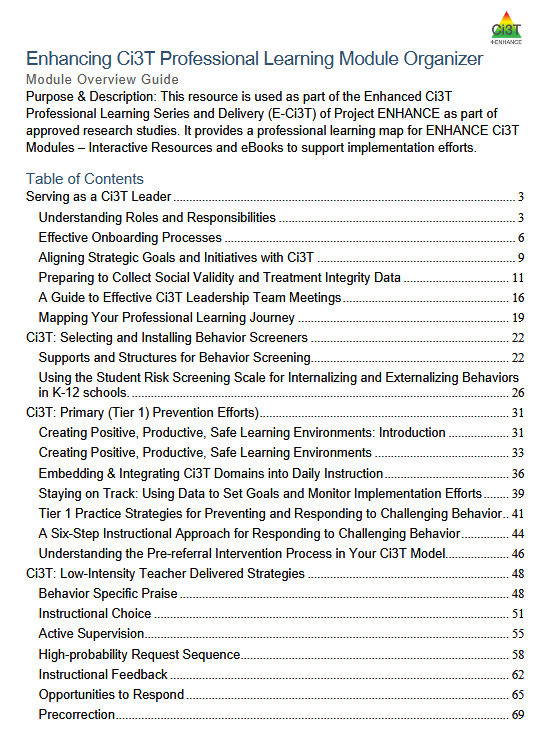 Ci3T
+ENHANCE
Enhancing Ci3T Professional Learning Module Organizer
Module Overview Guide
Purpose & Description: This resource is used as part of the Enhanced Ci3T
Professional Learning Series and Delivery (E-Ci3T) of Project ENHANCE as part of
approved research studies. It provides a professional learning map for ENHANCE Ci3T
Modules – Interactive Resources and eBooks to support implementation efforts.
Table of Contents
Serving as a Ci3T Leader 3
Understanding Roles and Responsibilities 3
Effective Onboarding Processes 6
Aligning Strategic Goals and Initiatives with Ci3T 9
Preparing to Collect Social Validity and Treatment Integrity Data 11
A Guide to Effective Ci3T Leadership Team Meetings 16
Mapping Your Professional Learning Journey 19
Ci3T: Selecting and Installing Behavior Screeners 22
Supports and Structures for Behavior Screening 22
Using the Student Risk Screening Scale for Internalizing and Externalizing Behaviors
in K-12 schools. 26
Ci3T: Primary (Tier 1) Prevention Efforts) 31
Creating Positive, Productive, Safe Learning Environments: Introduction 31
Creating Positive, Productive, Safe Learning Environments 33
Embedding & Integrating Ci3T Domains into Daily Instruction 36
Staying on Track: Using Data to Set Goals and Monitor Implementation Efforts 39
Tier 1 Practice Strategies for Preventing and Responding to Challenging Behavior 41
A Six-Step Instructional Approach for Responding to Challenging Behavior 44
Understanding the Pre-referral Intervention Process in Your Ci3T Model 46
Ci3T: Low-Intensity Teacher Delivered Strategies 48
Behavior Specific Praise 48
Instructional Choice 51
Active Supervision 55
High-probability Request Sequence 58
Instructional Feedback 62
Opportunities to Respond 65
Precorrection 69